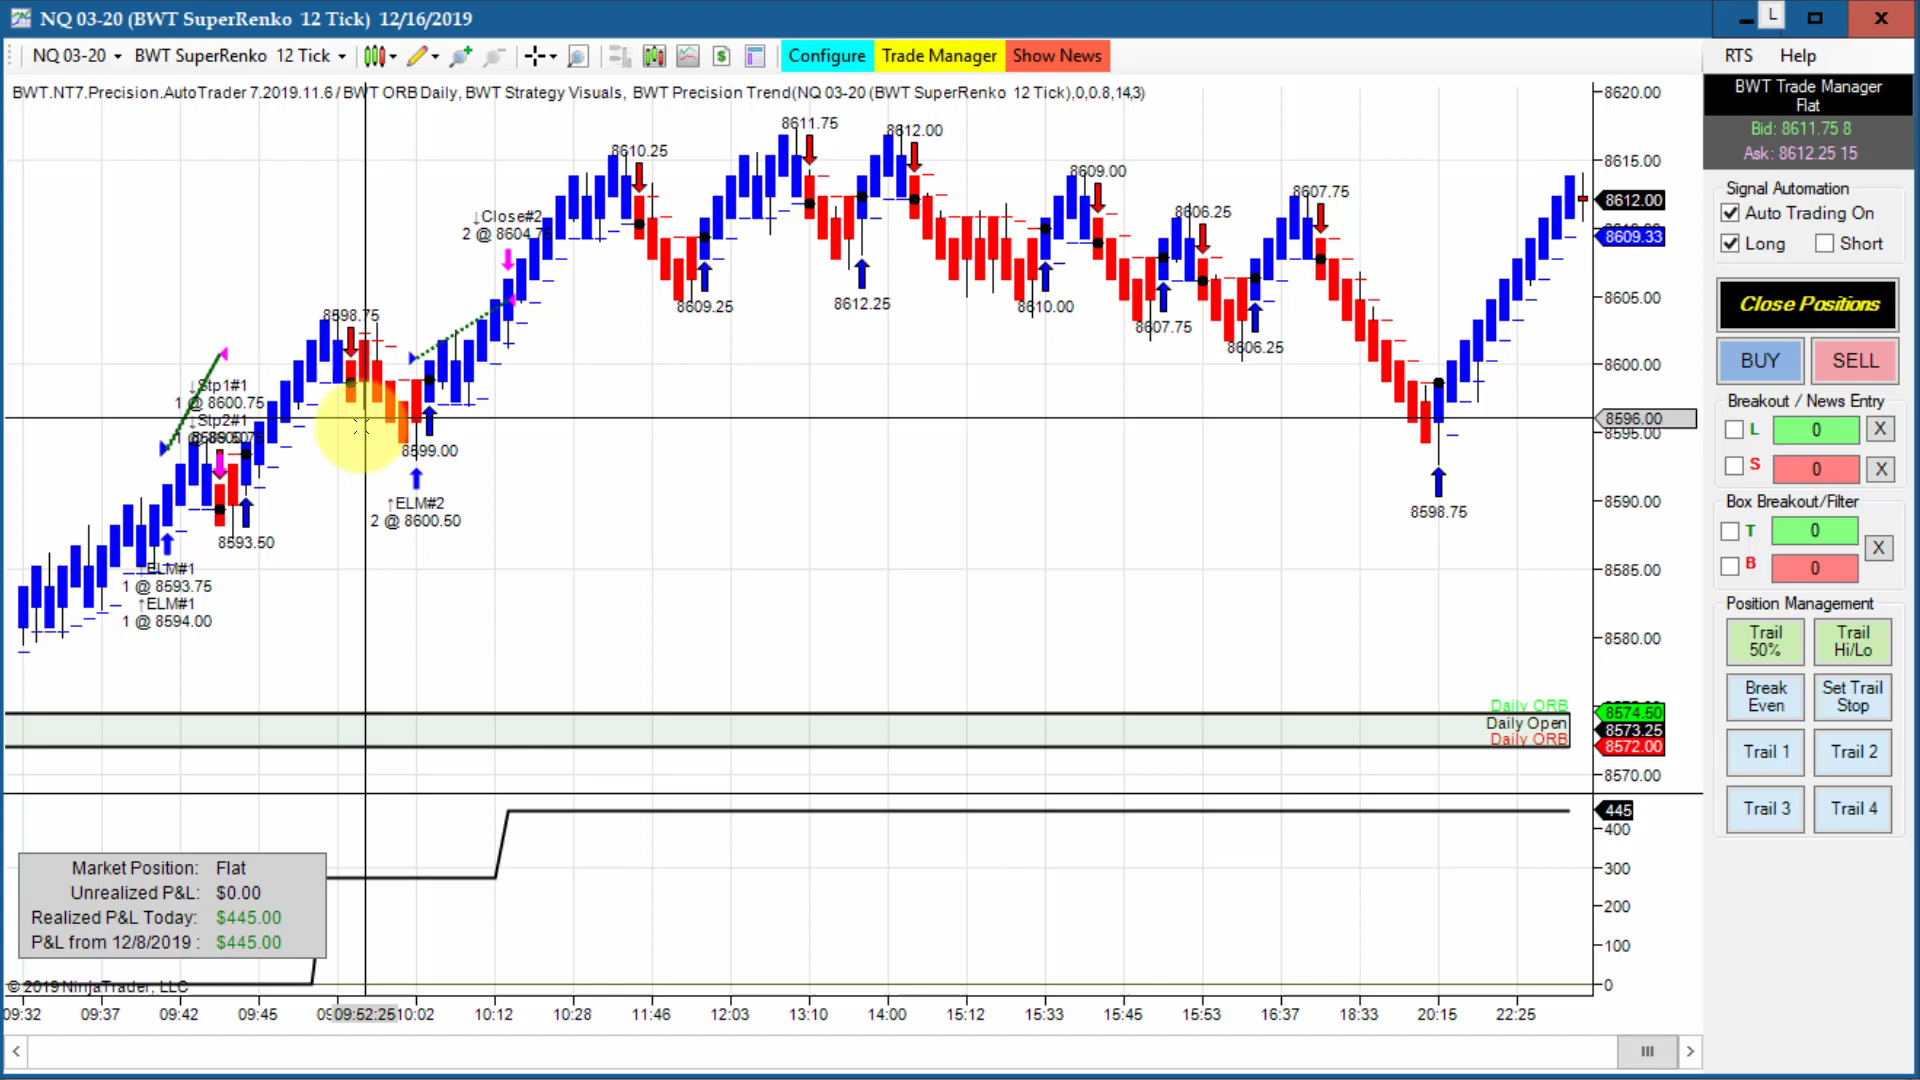 NQ 03-20 (BWT SuperRenko 12 Tick) 12/16/2019
L
NQ 03-20 BWT SuperRenko 12 Tick Configure Trade Manager Show News
RTS Help
BWT.NT7.Precision.AutoTrader7.2019.11.6 / BWT ORB Daily, BWT Strategy Visuals, BWT Precision Trend(NQ 03-20 (BWT SuperRenko 12 Tick),0,0.8,14,3)
8611.75
8612.00
8610.25
8609.00
8607.75
8606.25
↓Close#2
2 @ 8604.75
8598.75
8609.25
8612.25
8610.00
8607.75
8606.25
↓Stp1#1
1 @ 8600.75
↓Stp2#1
8599.00
↑ELM#2
2 @ 8600.50
8593.50
8598.75
↑ELM#1
1 @ 8593.75
↑ELM#1
1 @ 8594.00
Daily ORB
Daily Open
Daily ORB
8620.00
8615.00
8612.00
8609.33
8605.00
8600.00
8596.00
8595.00
8590.00
8585.00
8580.00
8574.50
8573.25
8572.00
8570.00
445
400
300
200
100
0
Market Position: Flat
Unrealized P&L: $0.00
Realized P&L Today: $445.00
P&L from 12/8/2019 : $445.00
© 2019 NinjaTrader, LLC
09:32 09:37 09:42 09:45 09:52:25 10:02 10:12 10:28 11:46 12:03 13:10 14:00 15:12 15:33 15:45 15:53 16:37 18:33 20:15 22:25
BWT Trade Manager
Flat
Bid: 8611.75 8
Ask: 8612.25 15
Signal Automation
Auto Trading On
Long Short
Close Positions
BUY SELL
Breakout / News Entry
L 0 X
S 0 X
Box Breakout/Filter
T 0
X
B 0
Position Management
Trail 50% Trail Hi/Lo
Break Even Set Trail Stop
Trail 1 Trail 2
Trail 3 Trail 4